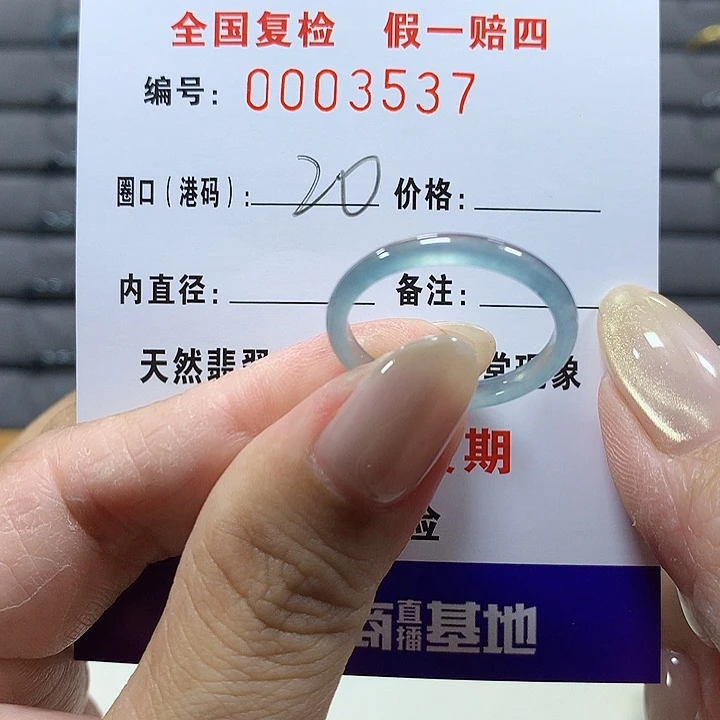 全国复检 假一赔四
编号: 0003537
圈口(港码): 20 价格:
内直径: 备注:
天然翡 象
期
直播基地